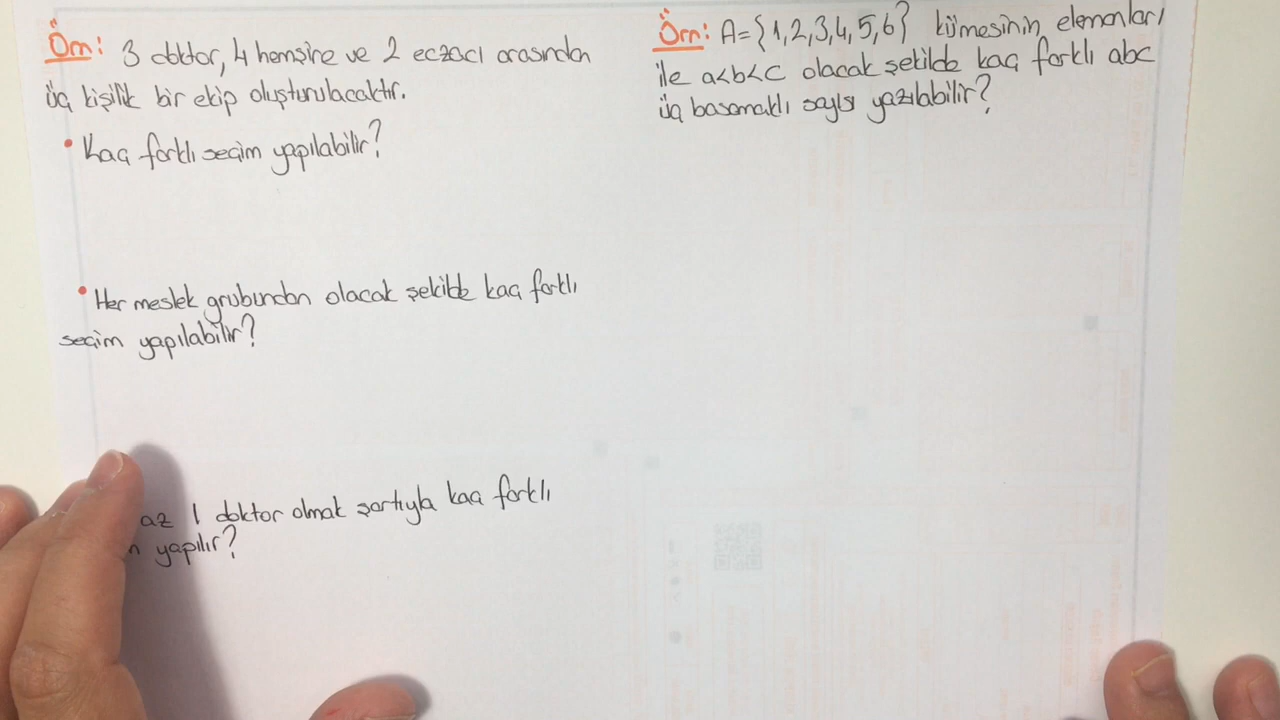 Örn: 3 doktor, 4 hemşire ve 2 eczacı arasından
üç kişilik bir ekip oluşturulacaktır.
• Kaç farklı seçim yapılabilir?
• Her meslek grubundan olacak şekilde kaç farklı
seçim yapılabilir?
az 1 doktor olmak şartıyla kaç farklı
n yapılır?
Örn: A={1,2,3,4,5,6} kümesinin elemanları
ile a<b<c olacak şekilde kaç farklı abc
üç basamaklı sayısı yazılabilir?